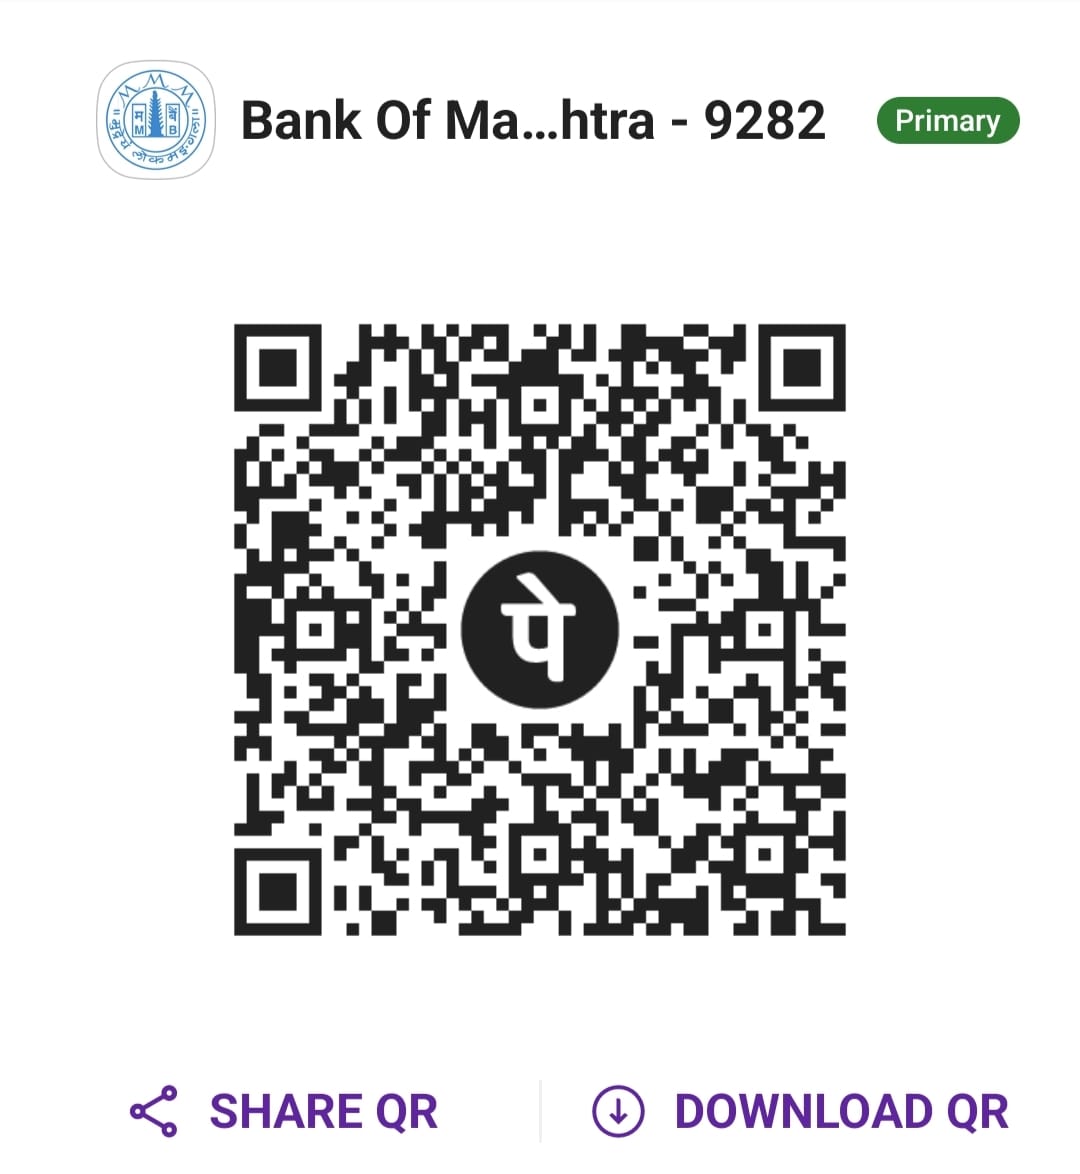 Bank Of Ma...htra - 9282
Primary
म
बैं
M
B
पे
SHARE QR
DOWNLOAD QR